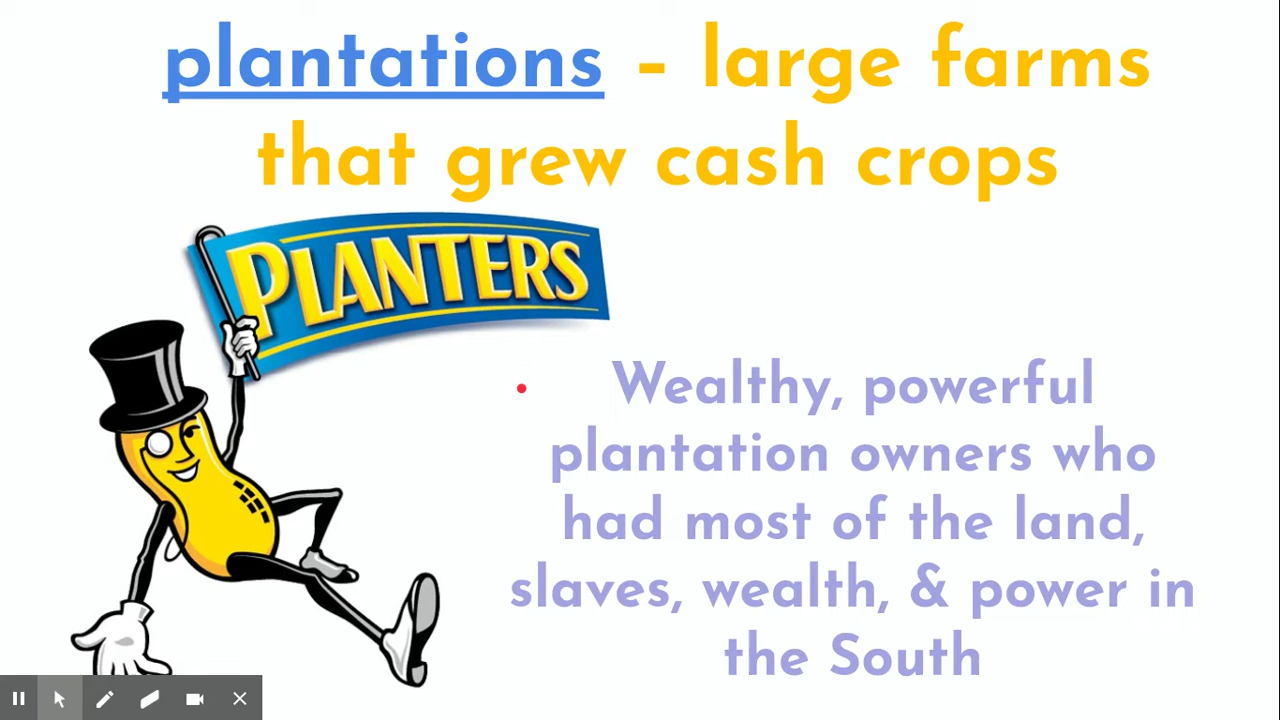 plantations – large farms
that grew cash crops
PLANTERS
Wealthy, powerful
plantation owners who
had most of the land,
slaves, wealth, & power in
the South